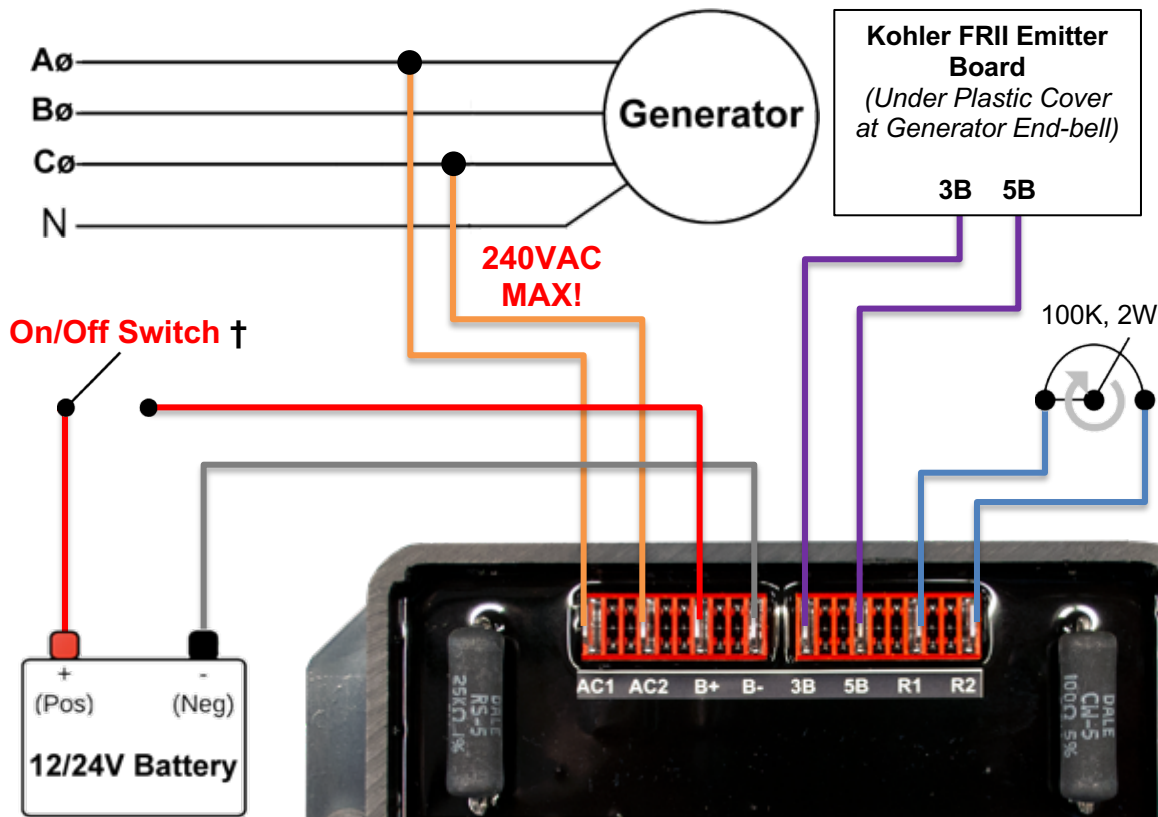 Aø
Bø
Cø
N
Generator
Kohler FRII Emitter
Board
(Under Plastic Cover
at Generator End-bell)
3B 5B
240VAC
MAX!
On/Off Switch †
100K, 2W
+
(Pos)
-
(Neg)
12/24V Battery
AC1 AC2 B+ B- 3B 5B R1 R2
DALE
RS-5
25KΩ 1%
DALE
CW-5
100Ω 5%